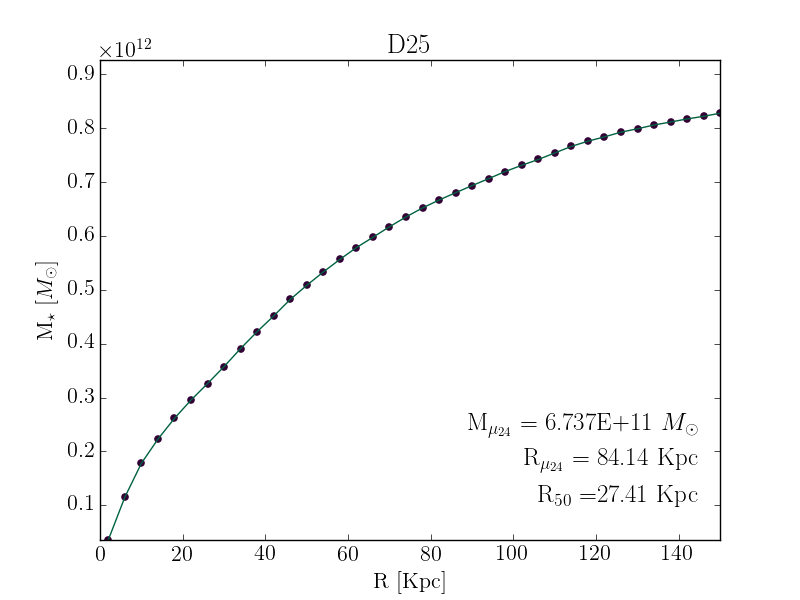 D25
×10¹²
0.9
0.8
0.7
0.6
0.5
0.4
0.3
0.2
0.1
M⋆ [M⊙]
M_μ₂₄ = 6.737E+11 M⊙
R_μ₂₄ = 84.14 Kpc
R₅₀ =27.41 Kpc
0 20 40 60 80 100 120 140
R [Kpc]